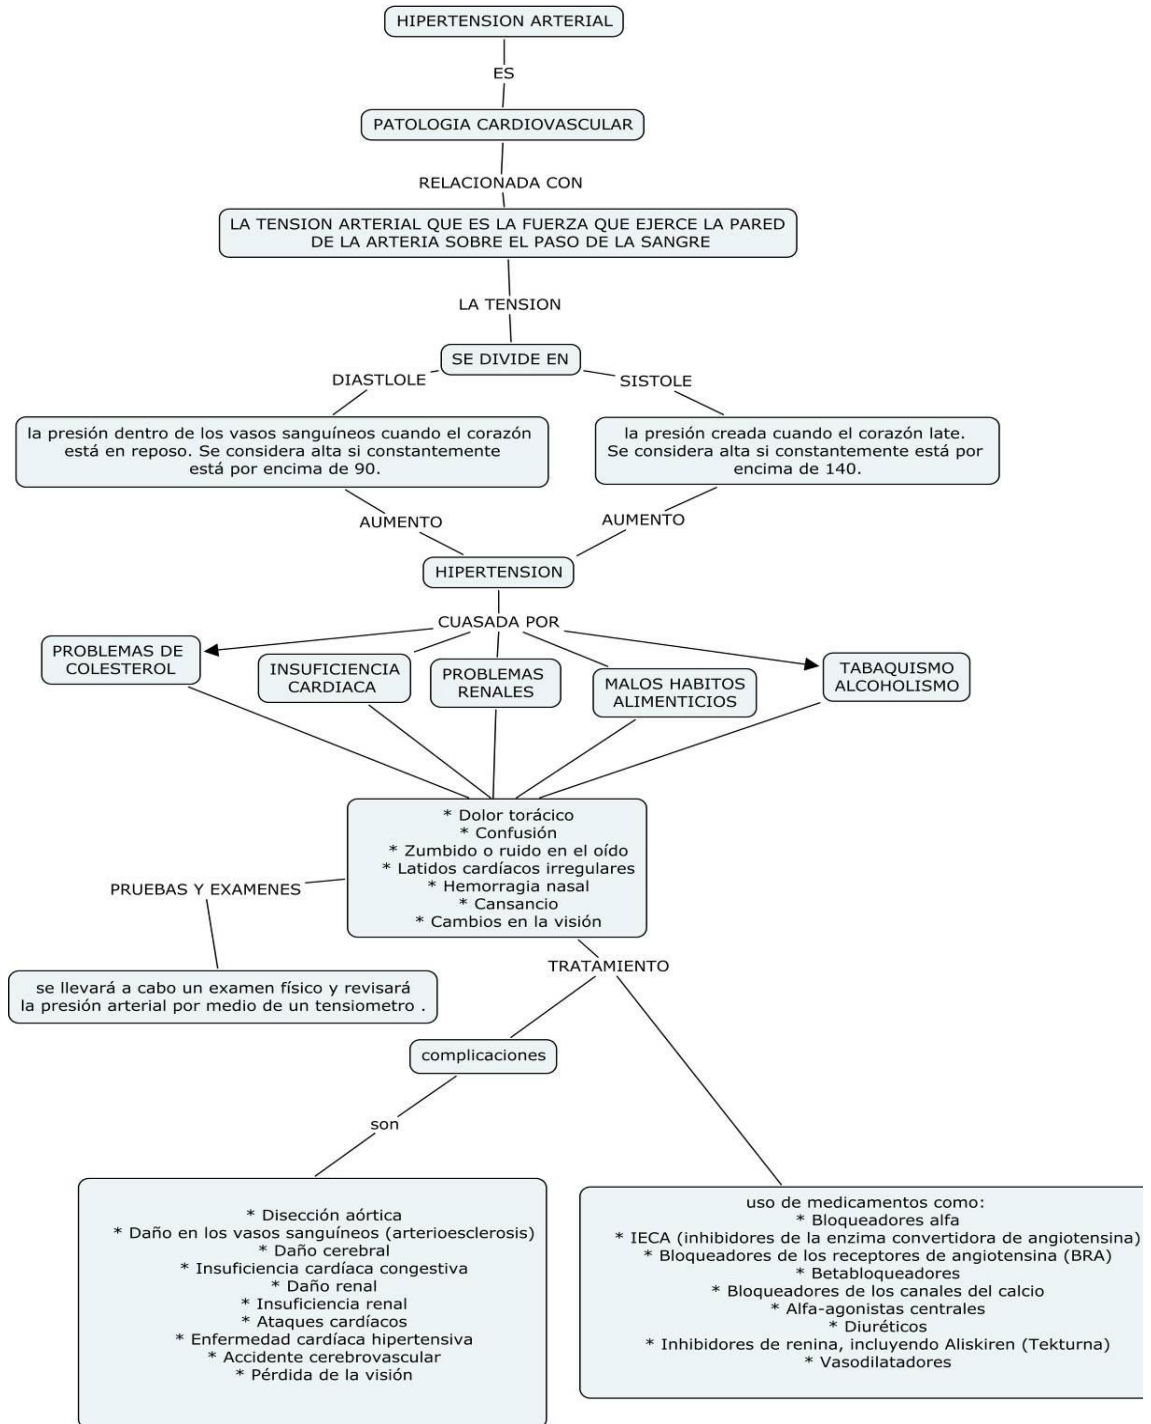 HIPERTENSION ARTERIAL
ES
PATOLOGIA CARDIOVASCULAR
RELACIONADA CON
LA TENSION ARTERIAL QUE ES LA FUERZA QUE EJERCE LA PARED
DE LA ARTERIA SOBRE EL PASO DE LA SANGRE
LA TENSION
SE DIVIDE EN
DIASTLOLE
SISTOLE
la presión dentro de los vasos sanguíneos cuando el corazón
está en reposo. Se considera alta si constantemente
está por encima de 90.
la presión creada cuando el corazón late.
Se considera alta si constantemente está por
encima de 140.
AUMENTO
AUMENTO
HIPERTENSION
CUASADA POR
PROBLEMAS DE
COLESTEROL
INSUFICIENCIA
CARDIACA
PROBLEMAS
RENALES
MALOS HABITOS
ALIMENTICIOS
TABAQUISMO
ALCOHOLISMO
* Dolor torácico
* Confusión
* Zumbido o ruido en el oído
* Latidos cardíacos irregulares
* Hemorragia nasal
* Cansancio
* Cambios en la visión
PRUEBAS Y EXAMENES
se llevará a cabo un examen físico y revisará
la presión arterial por medio de un tensiometro .
TRATAMIENTO
complicaciones
son
* Disección aórtica
* Daño en los vasos sanguíneos (arterioesclerosis)
* Daño cerebral
* Insuficiencia cardíaca congestiva
* Daño renal
* Insuficiencia renal
* Ataques cardíacos
* Enfermedad cardíaca hipertensiva
* Accidente cerebrovascular
* Pérdida de la visión
uso de medicamentos como:
* Bloqueadores alfa
* IECA (inhibidores de la enzima convertidora de angiotensina)
* Bloqueadores de los receptores de angiotensina (BRA)
* Betabloqueadores
* Bloqueadores de los canales del calcio
* Alfa-agonistas centrales
* Diuréticos
* Inhibidores de renina, incluyendo Aliskiren (Tekturna)
* Vasodilatadores